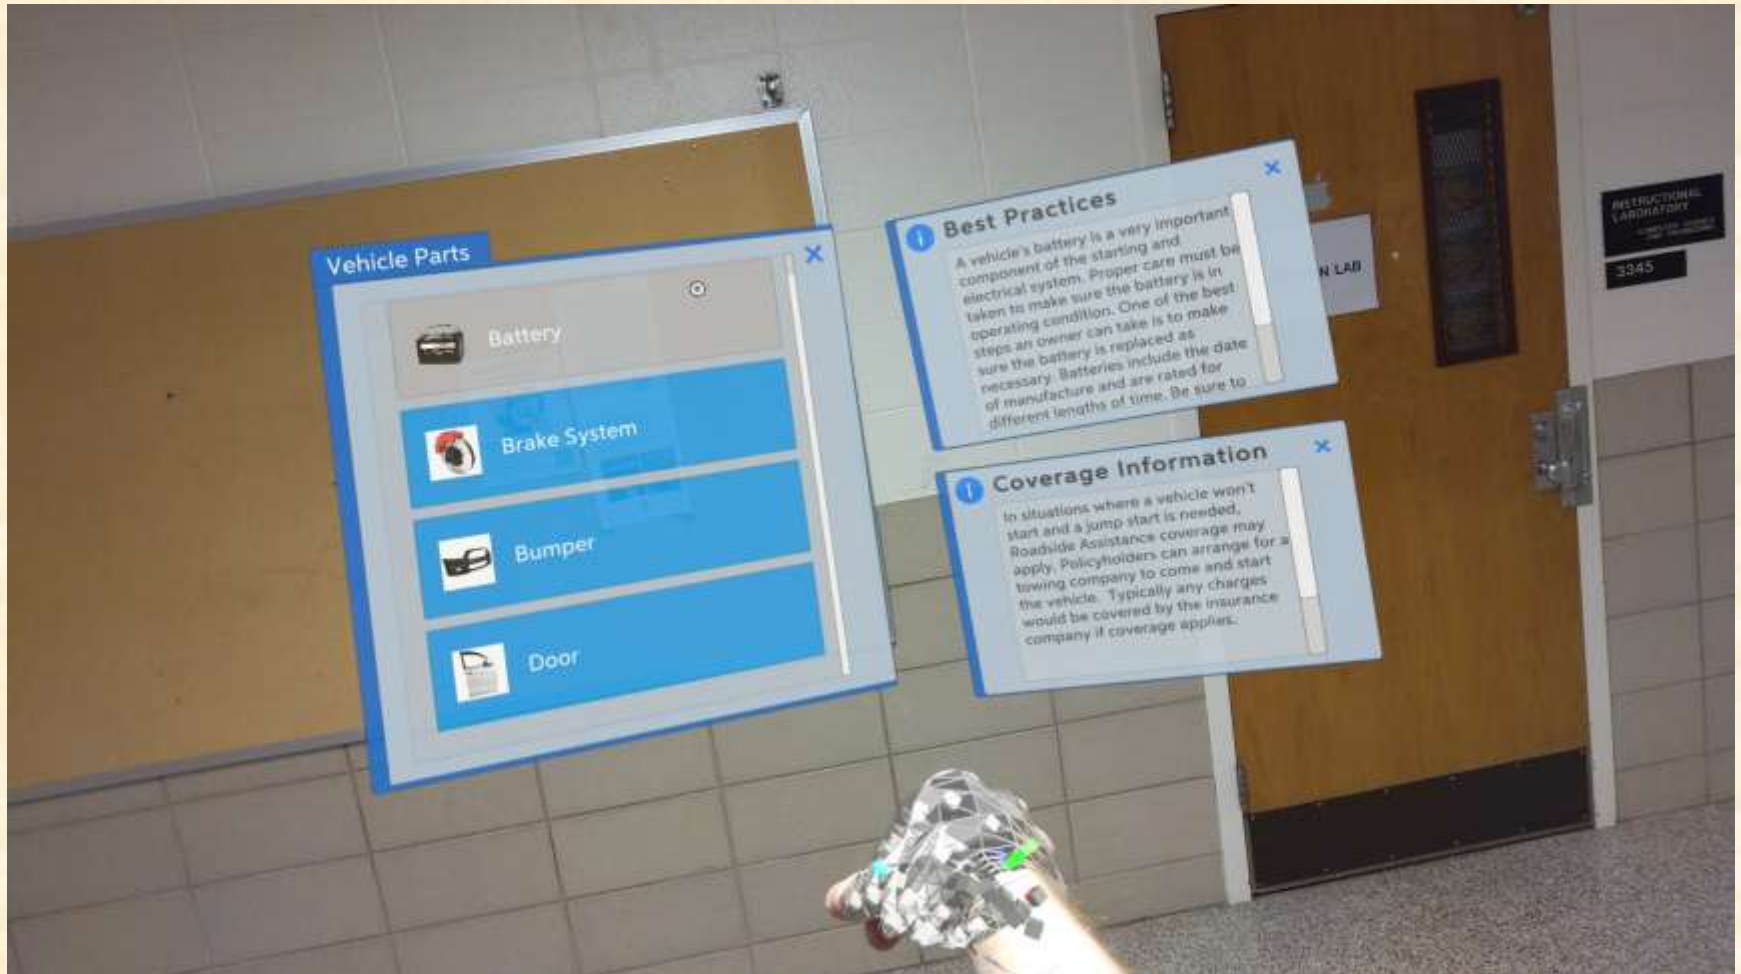 Vehicle Parts
Battery
Brake System
Bumper
Door
Best Practices
A vehicle's battery is a very important
component of the starting and
electrical system. Proper care must be
taken to make sure the battery is in
operating condition. One of the best
steps an owner can take is to make
sure the battery is replaced as
necessary. Batteries include the date
of manufacture and are rated for
different lengths of time. Be sure to
Coverage Information
In situations where a vehicle won't
start and a jump start is needed,
Roadside Assistance coverage may
apply. Policyholders can arrange for a
towing company to come and start
the vehicle. Typically any charges
would be covered by the insurance
company if coverage applies.
N LAB
INSTRUCTIONAL
LABORATORY
3345